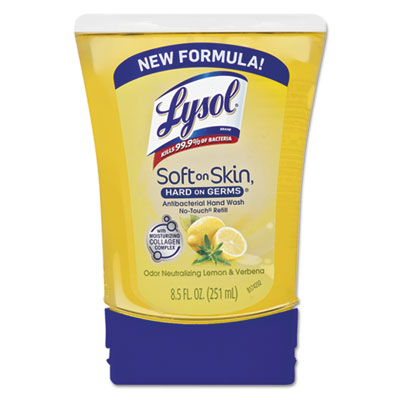 NEW FORMULA!
Lysol
BRAND
KILLS 99.9% OF BACTERIA
Soft on Skin,
HARD ON GERMS®
Antibacterial Hand Wash
No-Touch® Refill
with
MOISTURIZING
COLLAGEN
COMPLEX
Odor Neutralizing Lemon & Verbena
8.5 FL. OZ. (251 mL)